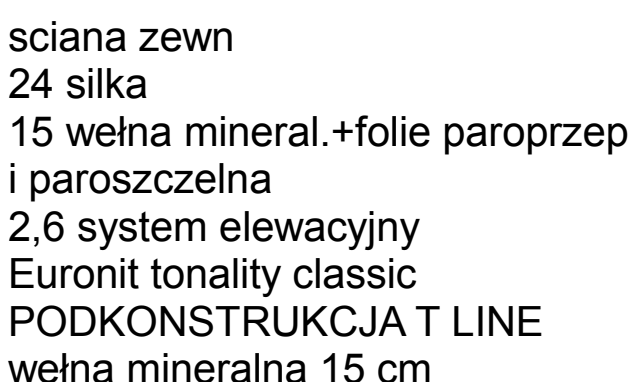 sciana zewn
24 silka
15 wełna mineral.+folie paroprzep
i paroszczelna
2,6 system elewacyjny
Euronit tonality classic
PODKONSTRUKCJA T LINE
wełna mineralna 15 cm